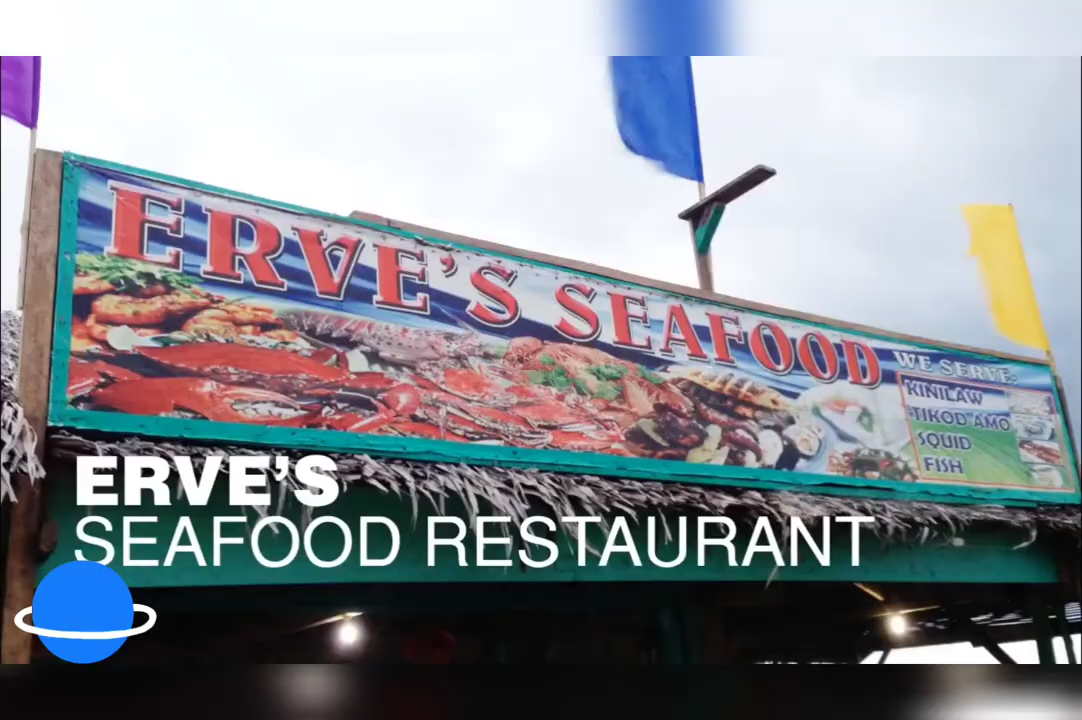 ERVE'S SEAFOOD
WE SERVE:
KINILAW
TIKOD AMO
SQUID
FISH
ERVE'S
SEAFOOD RESTAURANT